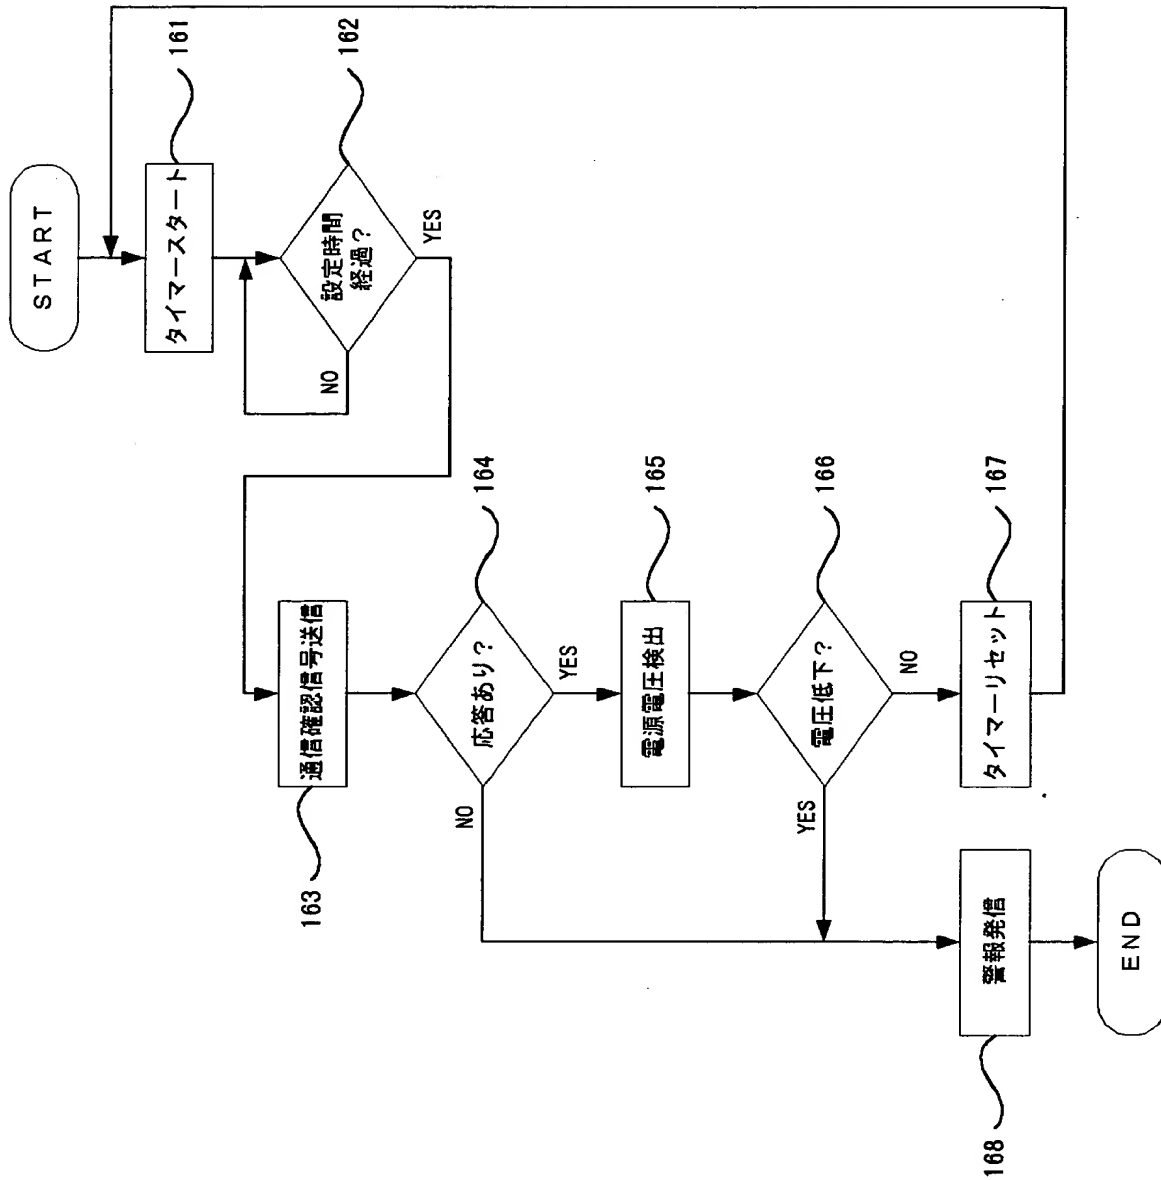 START
タイマースタート
161
設定時間
経過？
162
NO
YES
通信確認信号送信
163
応答あり？
164
NO
YES
電源電圧検出
165
電圧低下？
166
YES
NO
タイマーリセット
167
警報発信
168
END